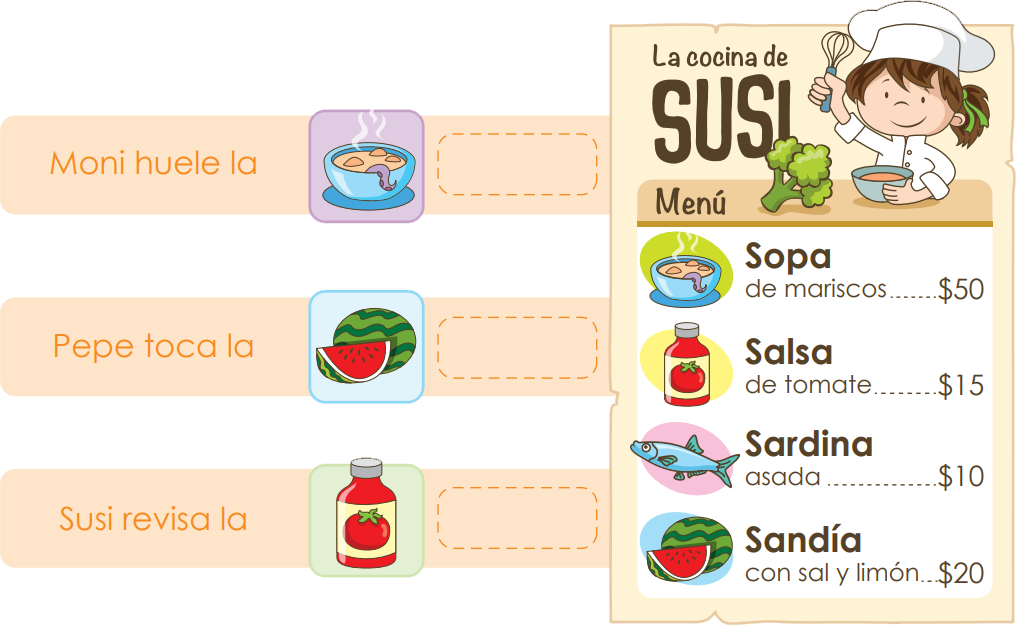 Moni huele la
Pepe toca la
Susi revisa la
La cocina de
SUSI
Menú
Sopa
de mariscos.......$50
Salsa
de tomate..........$15
Sardina
asada .................$10
Sandía
con sal y limón...$20